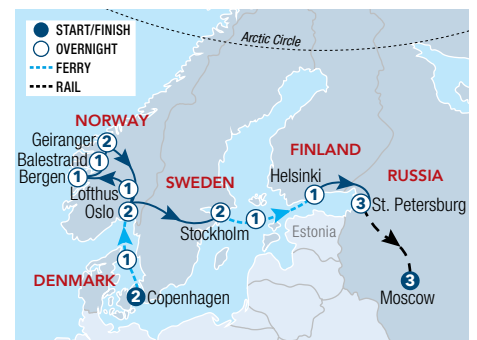 START/FINISH
OVERNIGHT
FERRY
RAIL
Arctic Circle
NORWAY
Geiranger 2
Balestrand 1
Bergen 1
Lofthus 1
Oslo 2
SWEDEN
2
Stockholm
1
FINLAND
Helsinki
1
RUSSIA
3 St. Petersburg
Estonia
1
DENMARK
2 Copenhagen
3
Moscow